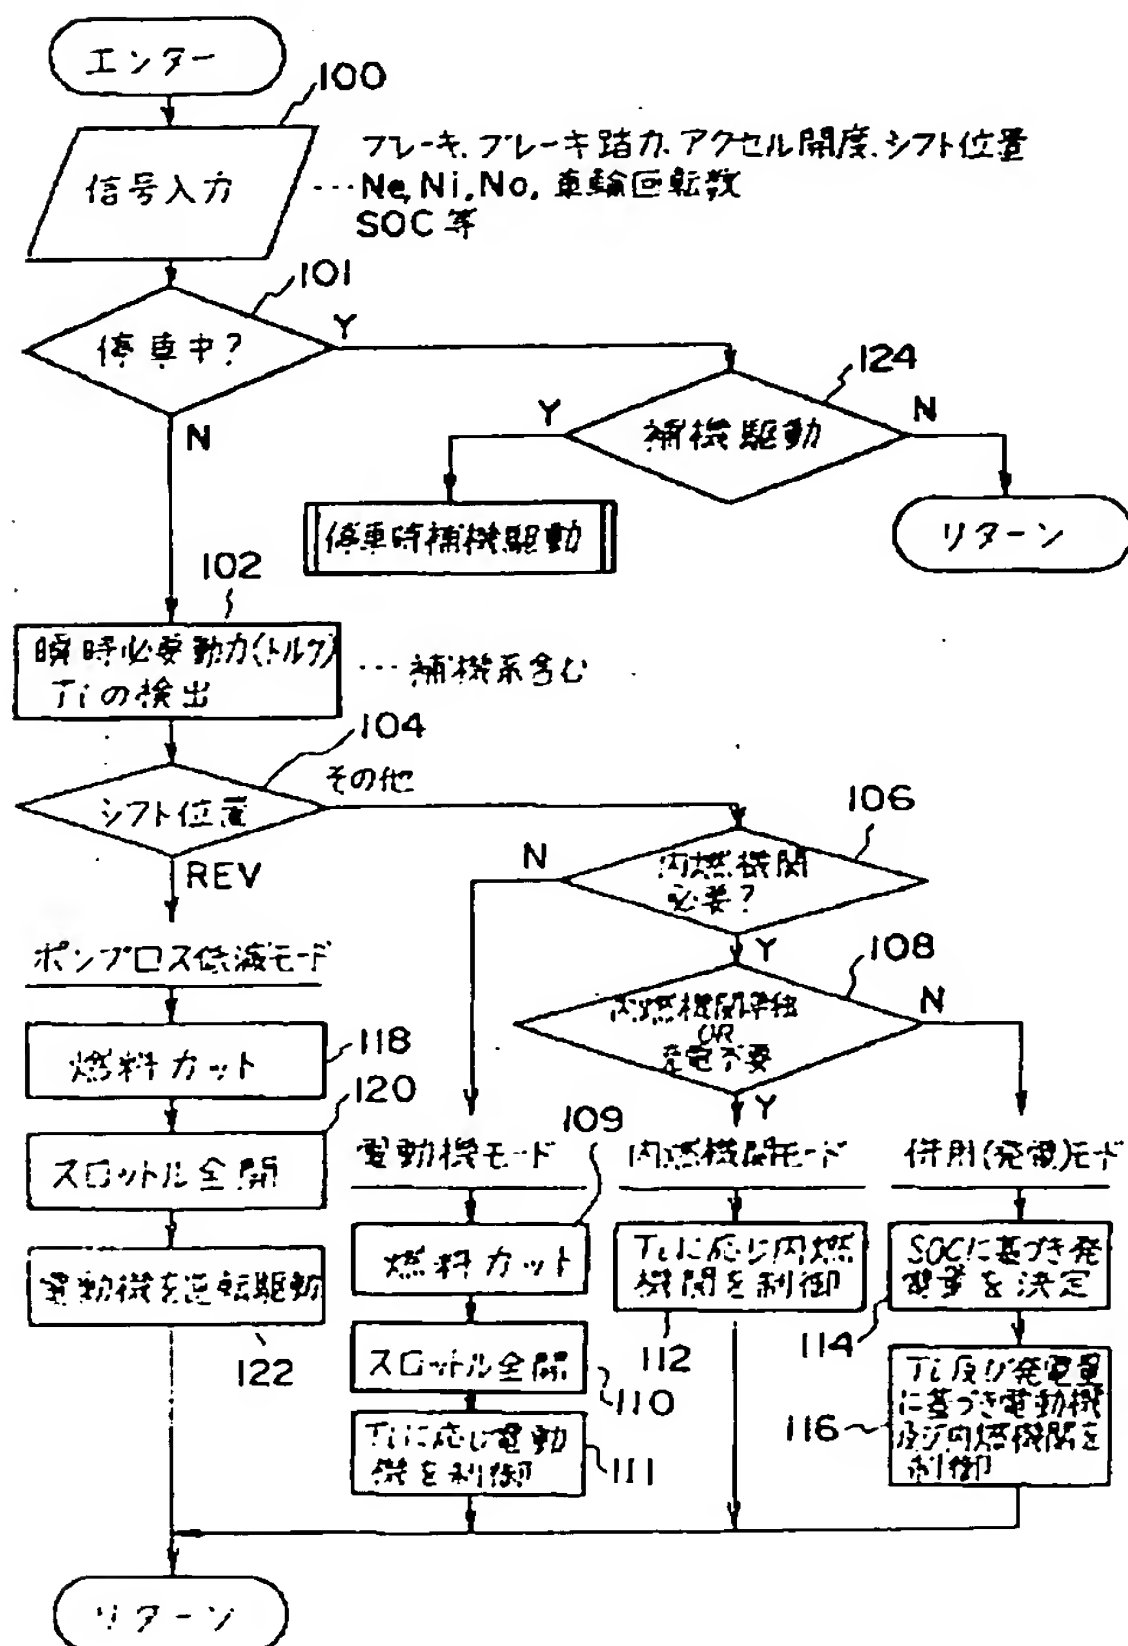 エンター
100
信号入力
ブレーキ、ブレーキ踏力、アクセル開度、シフト位置
…Ne, Ni, No, 車輪回転数
SOC等
101
停車中?
Y
N
124
補機駆動
Y
N
停車時補機駆動
リターン
102
瞬時必要動力(トルク)
Tiの検出
…補機系含む
104
シフト位置
その他
REV
106
内燃機関
必要?
N
Y
108
内燃機関単独
OR
発電不要
N
Y
ポンプロス低減モード
118
燃料カット
120
スロットル全開
電動機を逆転駆動
122
電動機モード
109
燃料カット
スロットル全開
110
Tiに応じ電動
機を制御
111
内燃機関モード
Tiに応じ内燃
機関を制御
112
併用(発電)モード
SOCに基づき発
電量を決定
114
Ti及び発電量
に基づき電動機
及び内燃機関を
制御
116
リターン